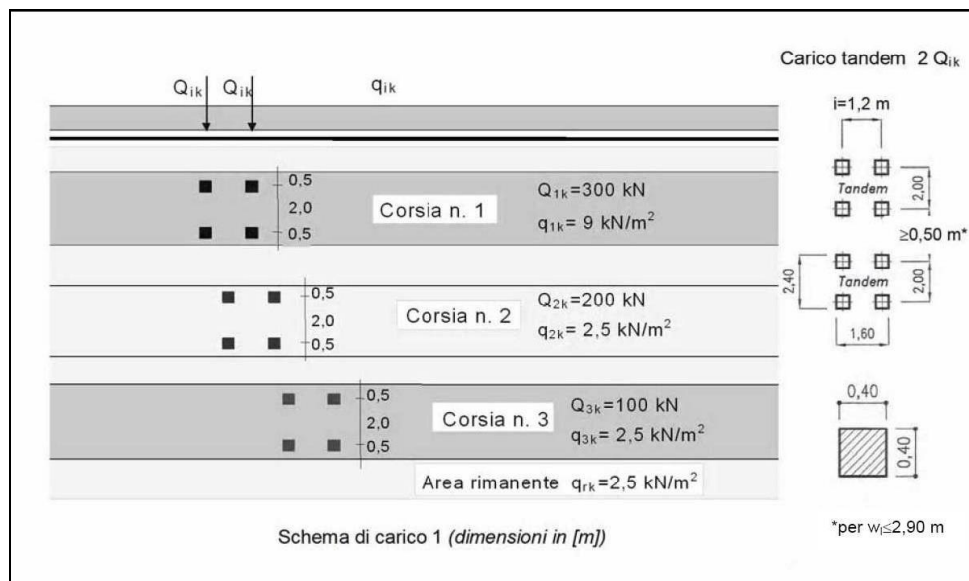 Carico tandem 2 Qik
Qik Qik qik
i=1,2 m
0,5
2,0
0,5
Corsia n. 1
Q1k=300 kN
q1k= 9 kN/m²
Tandem
2,00
≥0,50 m*
0,5
2,0
0,5
Corsia n. 2
Q2k=200 kN
q2k= 2,5 kN/m²
2,40
Tandem
2,00
1,60
0,5
2,0
0,5
Corsia n. 3
Q3k=100 kN
q3k= 2,5 kN/m²
0,40
0,40
Area rimanente qrk=2,5 kN/m²
Schema di carico 1 (dimensioni in [m])
*per wl≤2,90 m